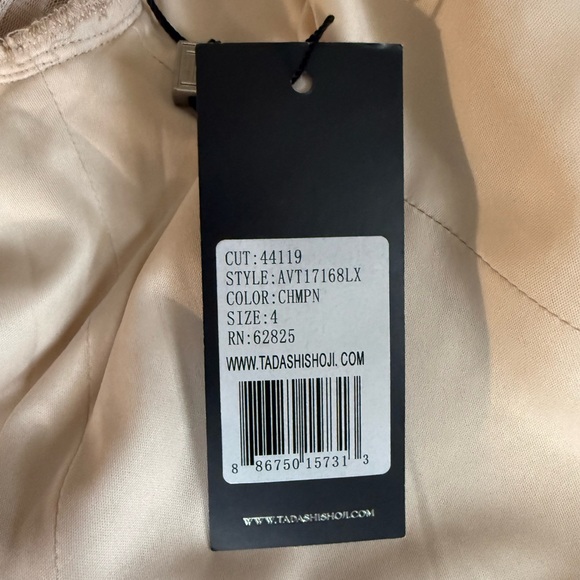 CUT:44119
STYLE:AVT17168LX
COLOR:CHMPN
SIZE:4
RN:62825
WWW.TADASHISHOJI.COM
8 86750 15731 3
WWW.TADASHISHOJI.COM